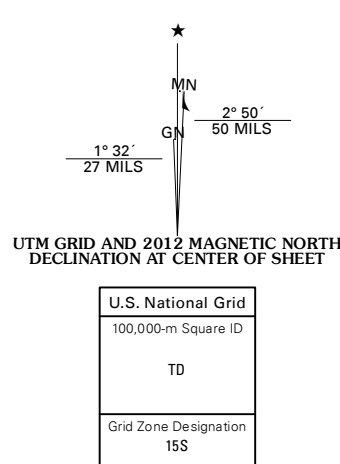 ★
MN
GN
2° 50´
50 MILS
1° 32´
27 MILS
UTM GRID AND 2012 MAGNETIC NORTH
DECLINATION AT CENTER OF SHEET
U.S. National Grid
100,000-m Square ID
TD
Grid Zone Designation
15S